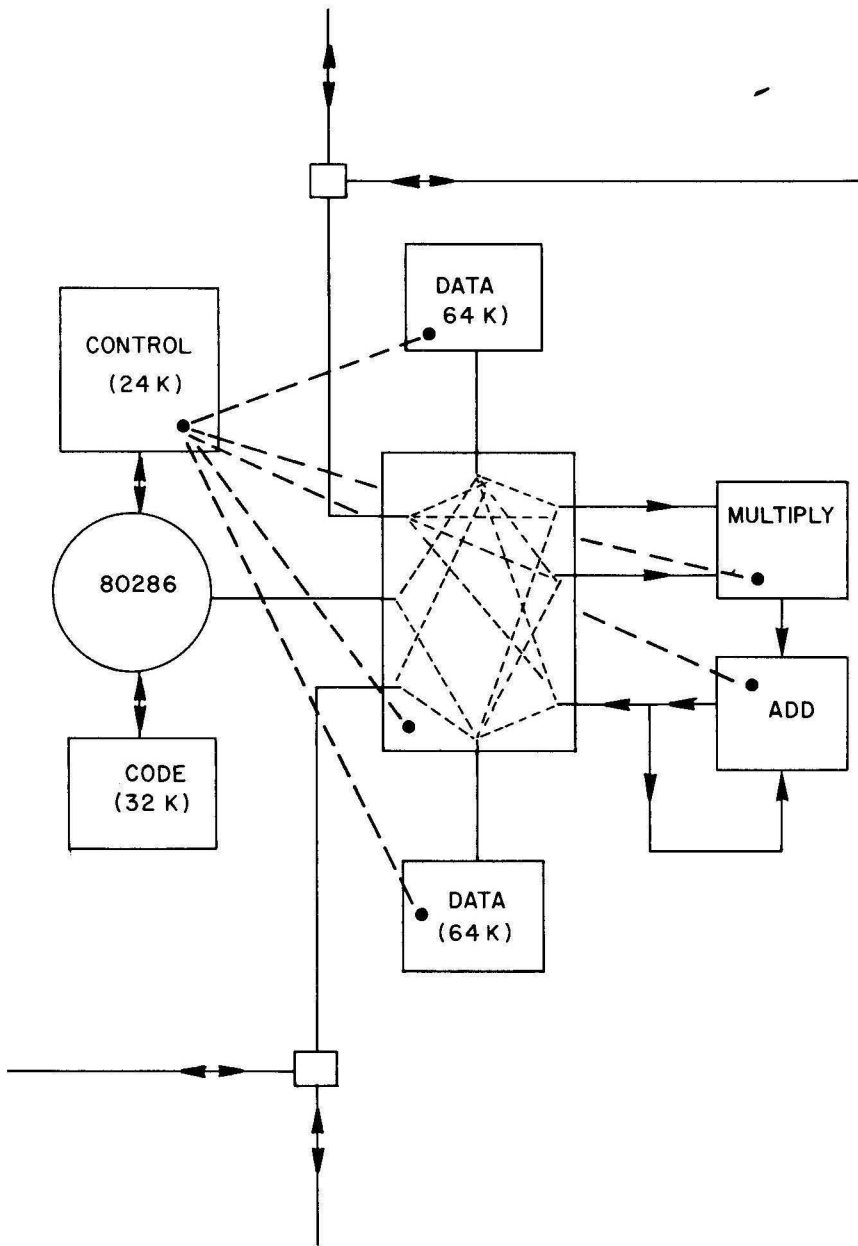 DATA
64 K)
CONTROL
(24 K)
MULTIPLY
80286
ADD
CODE
(32 K)
DATA
(64 K)